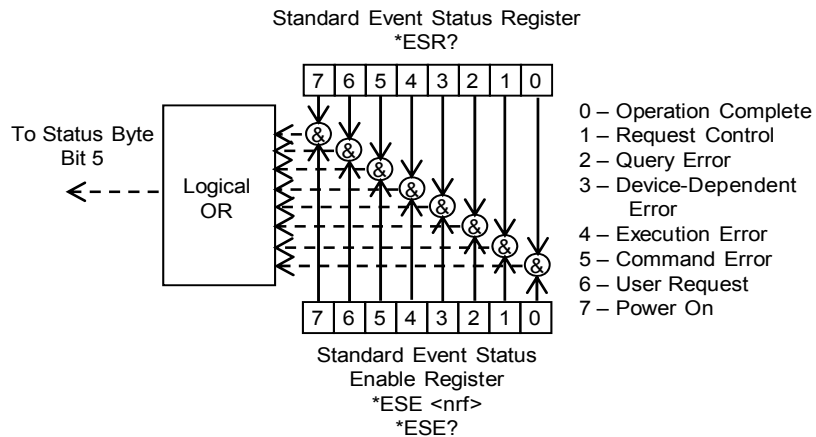 Standard Event Status Register
*ESR?
7 6 5 4 3 2 1 0
To Status Byte
Bit 5
Logical
OR
&
&
&
&
&
&
&
&
0 – Operation Complete
1 – Request Control
2 – Query Error
3 – Device-Dependent
Error
4 – Execution Error
5 – Command Error
6 – User Request
7 – Power On
7 6 5 4 3 2 1 0
Standard Event Status
Enable Register
*ESE <nrf>
*ESE?